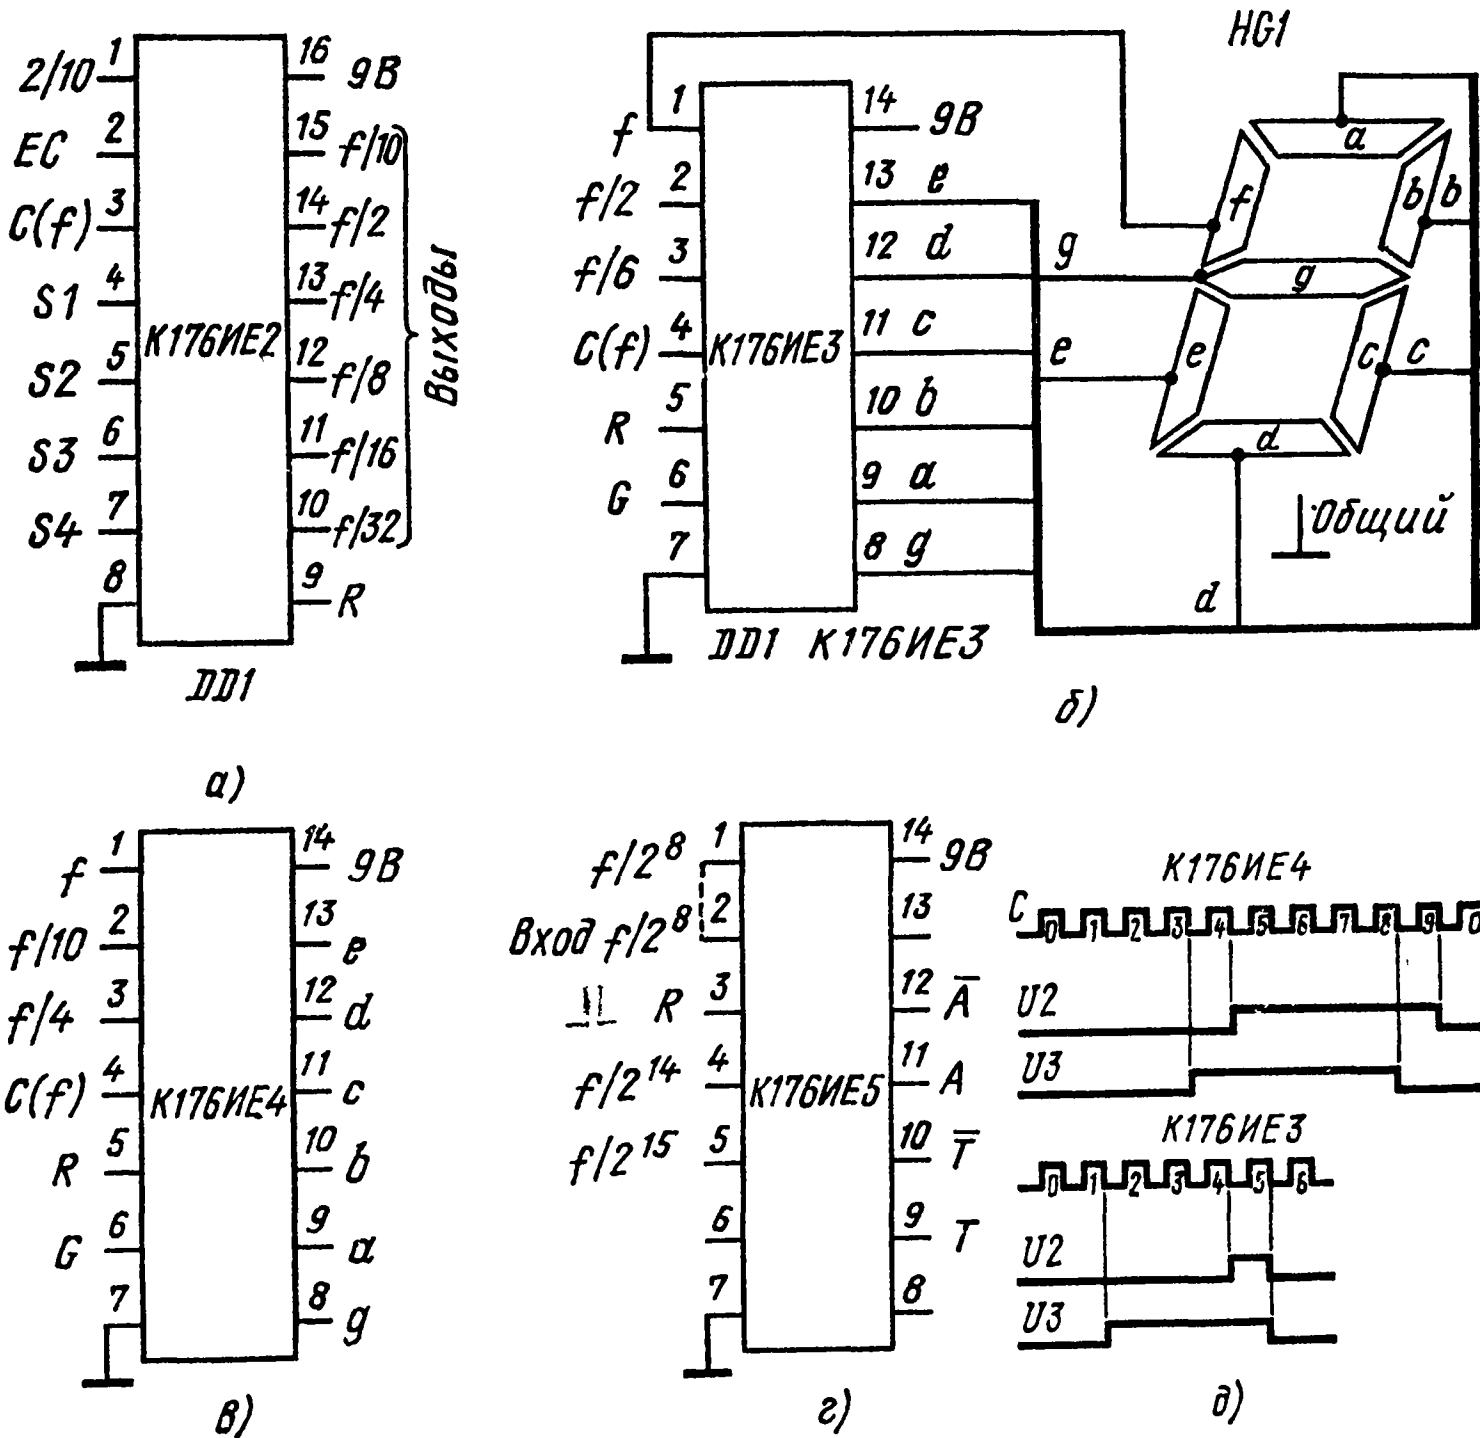 1 16
2/10 9В
2 15
EC f/10
3 14
C(f) f/2
4 13
S1 f/4
К176ИЕ2
5 12
S2 f/8
6 11
S3 f/16
7 10
S4 f/32
8 9
R
Выходы
DD1
а)
HG1
1 14
f 9В
2 13 e
f/2
3 12 d
f/6
4 11 c
C(f)
К176ИЕ3
5 10 b
R
6 9 a
G
7 8 g
DD1 К176ИЕ3
a
f b b
g
g
e e c c
d
Общий
d
б)
1 14
f 9В
2 13
f/10 e
3 12
f/4 d
4 11
C(f) c
К176ИЕ4
5 10
R b
6 9
G a
7 8
g
в)
1 14
f/2⁸ 9В
2 13
Вход f/2⁸
3 12
R A̅
4 11
f/2¹⁴ A
К176ИЕ5
5 10
f/2¹⁵ T̅
6 9
T
7 8
г)
К176ИЕ4
C 0 1 2 3 4 5 6 7 8 9 0
U2
U3
К176ИЕ3
0 1 2 3 4 5 6
U2
U3
д)